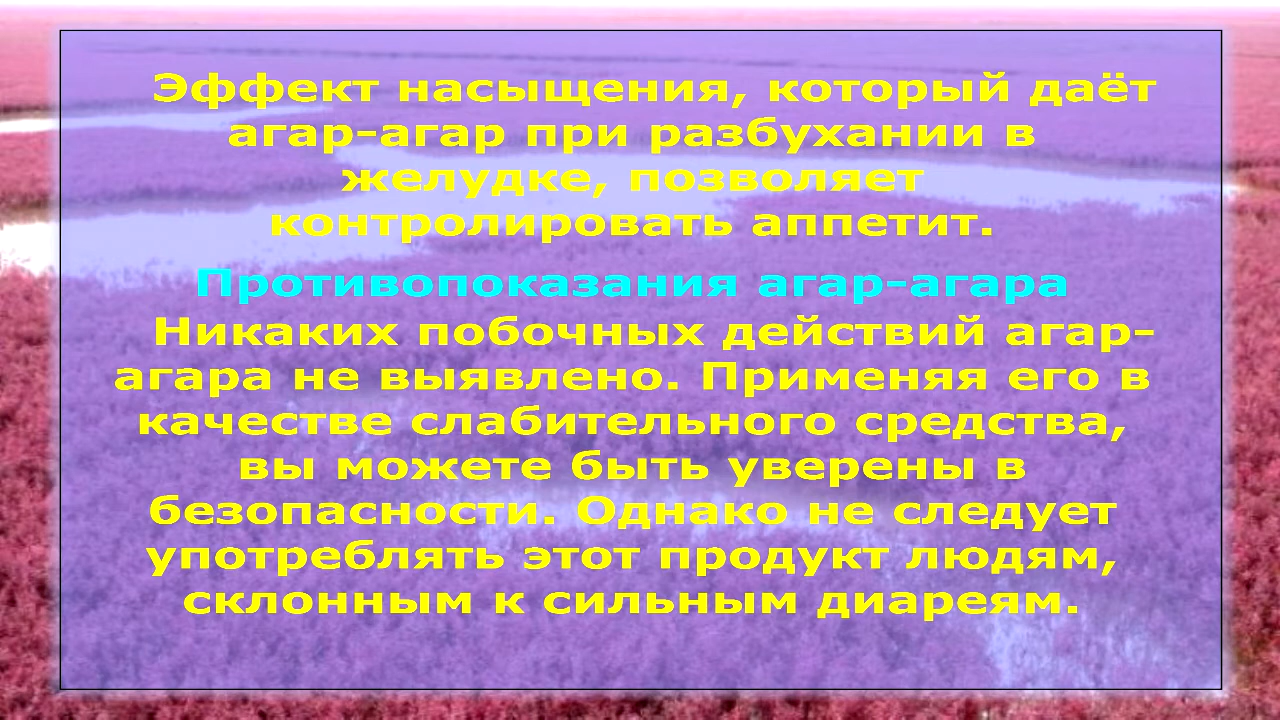 Эффект насыщения, который даёт
агар-агар при разбухании в
желудке, позволяет
контролировать аппетит.
Противопоказания агар-агара
Никаких побочных действий агар-
агара не выявлено. Применяя его в
качестве слабительного средства,
вы можете быть уверены в
безопасности. Однако не следует
употреблять этот продукт людям,
склонным к сильным диареям.